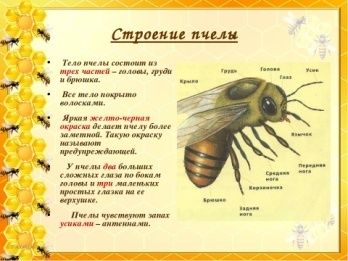 Строение пчелы
• Тело пчелы состоит из
трех частей – головы, груди
и брюшка.
• Все тело покрыто
волосками.
• Яркая желто-черная
окраска делает пчелу более
заметной. Такую окраску
называют
предупреждающей.
У пчелы два больших
сложных глаза по бокам
головы и три маленьких
простых глазка на ее
верхушке.
Пчелы чувствуют запах
усиками – антеннами.
Крыло
Грудь
Голова
Глаз
Усик
Язычок
Передняя
нога
Средняя
нога
Корзиночка
Брюшко
Задняя
нога